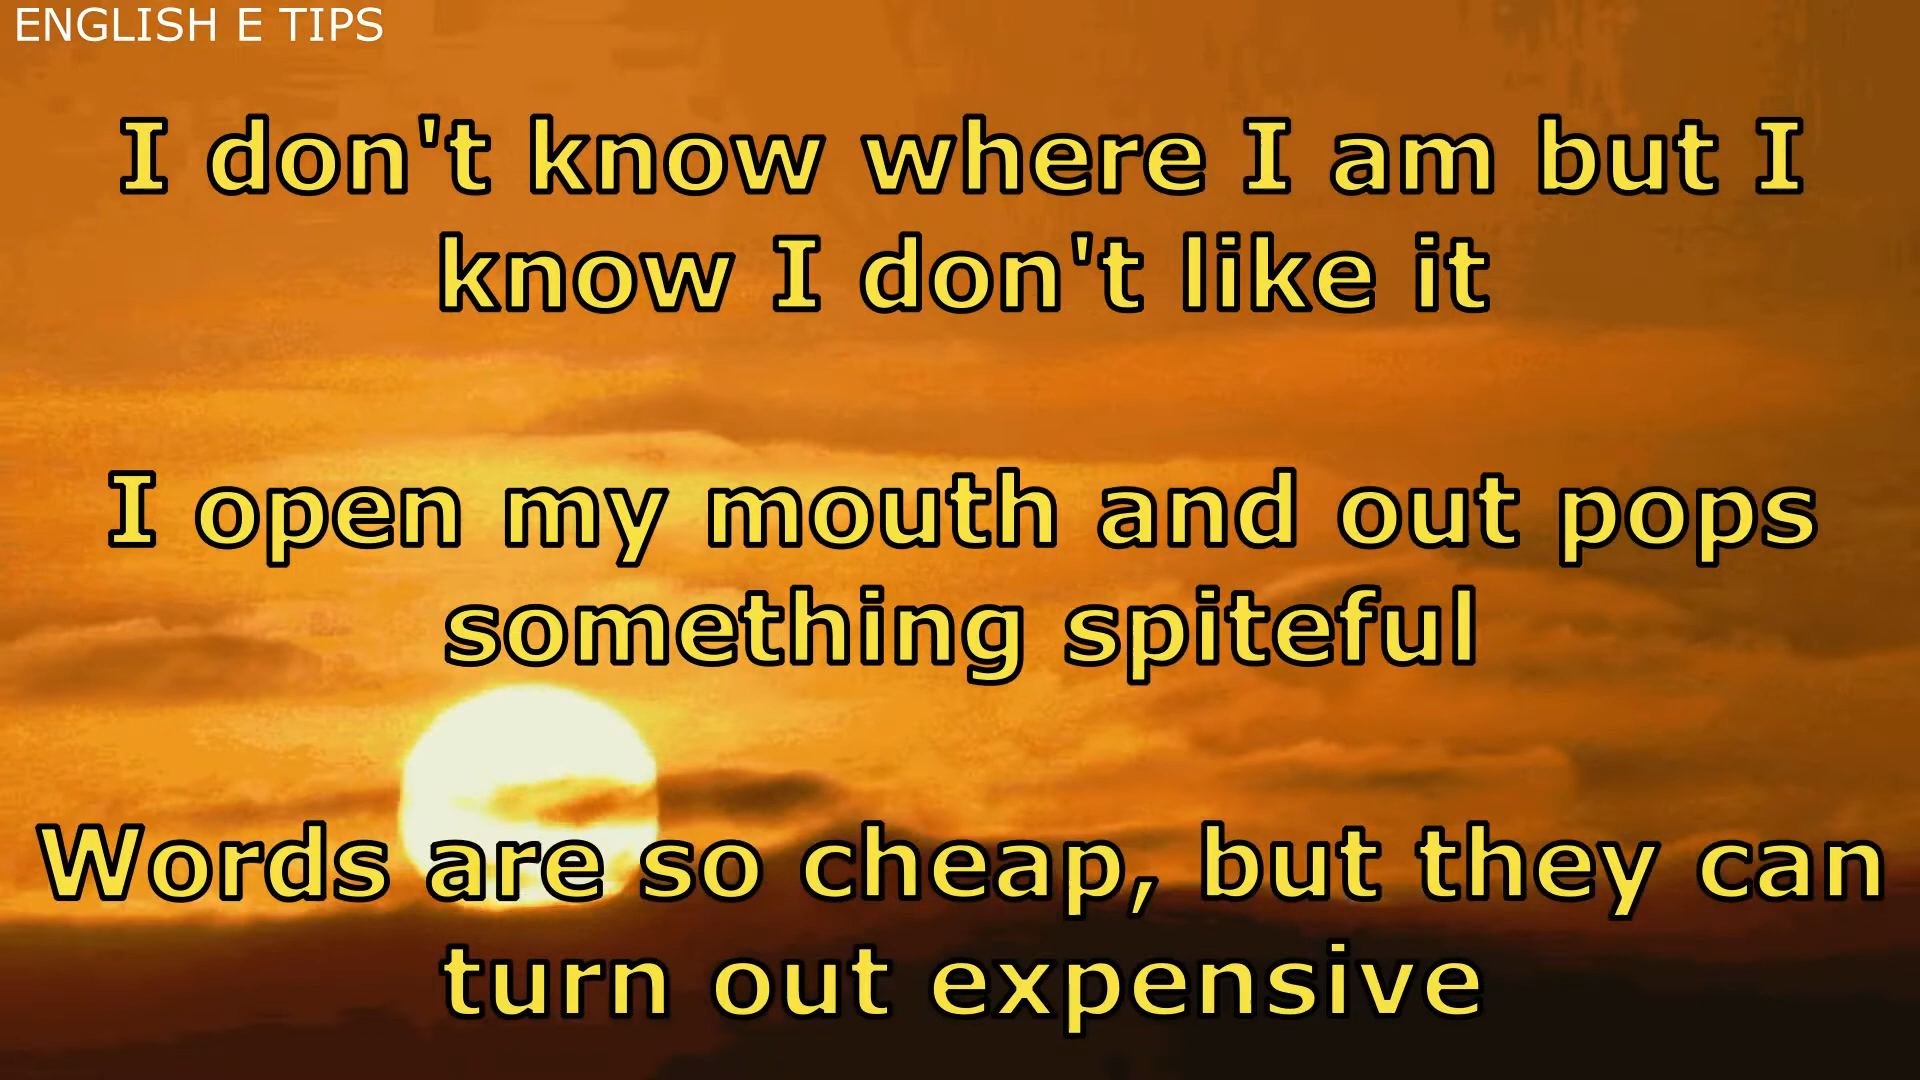 ENGLISH E TIPS
I don't know where I am but I
know I don't like it
I open my mouth and out pops
something spiteful
Words are so cheap, but they can
turn out expensive